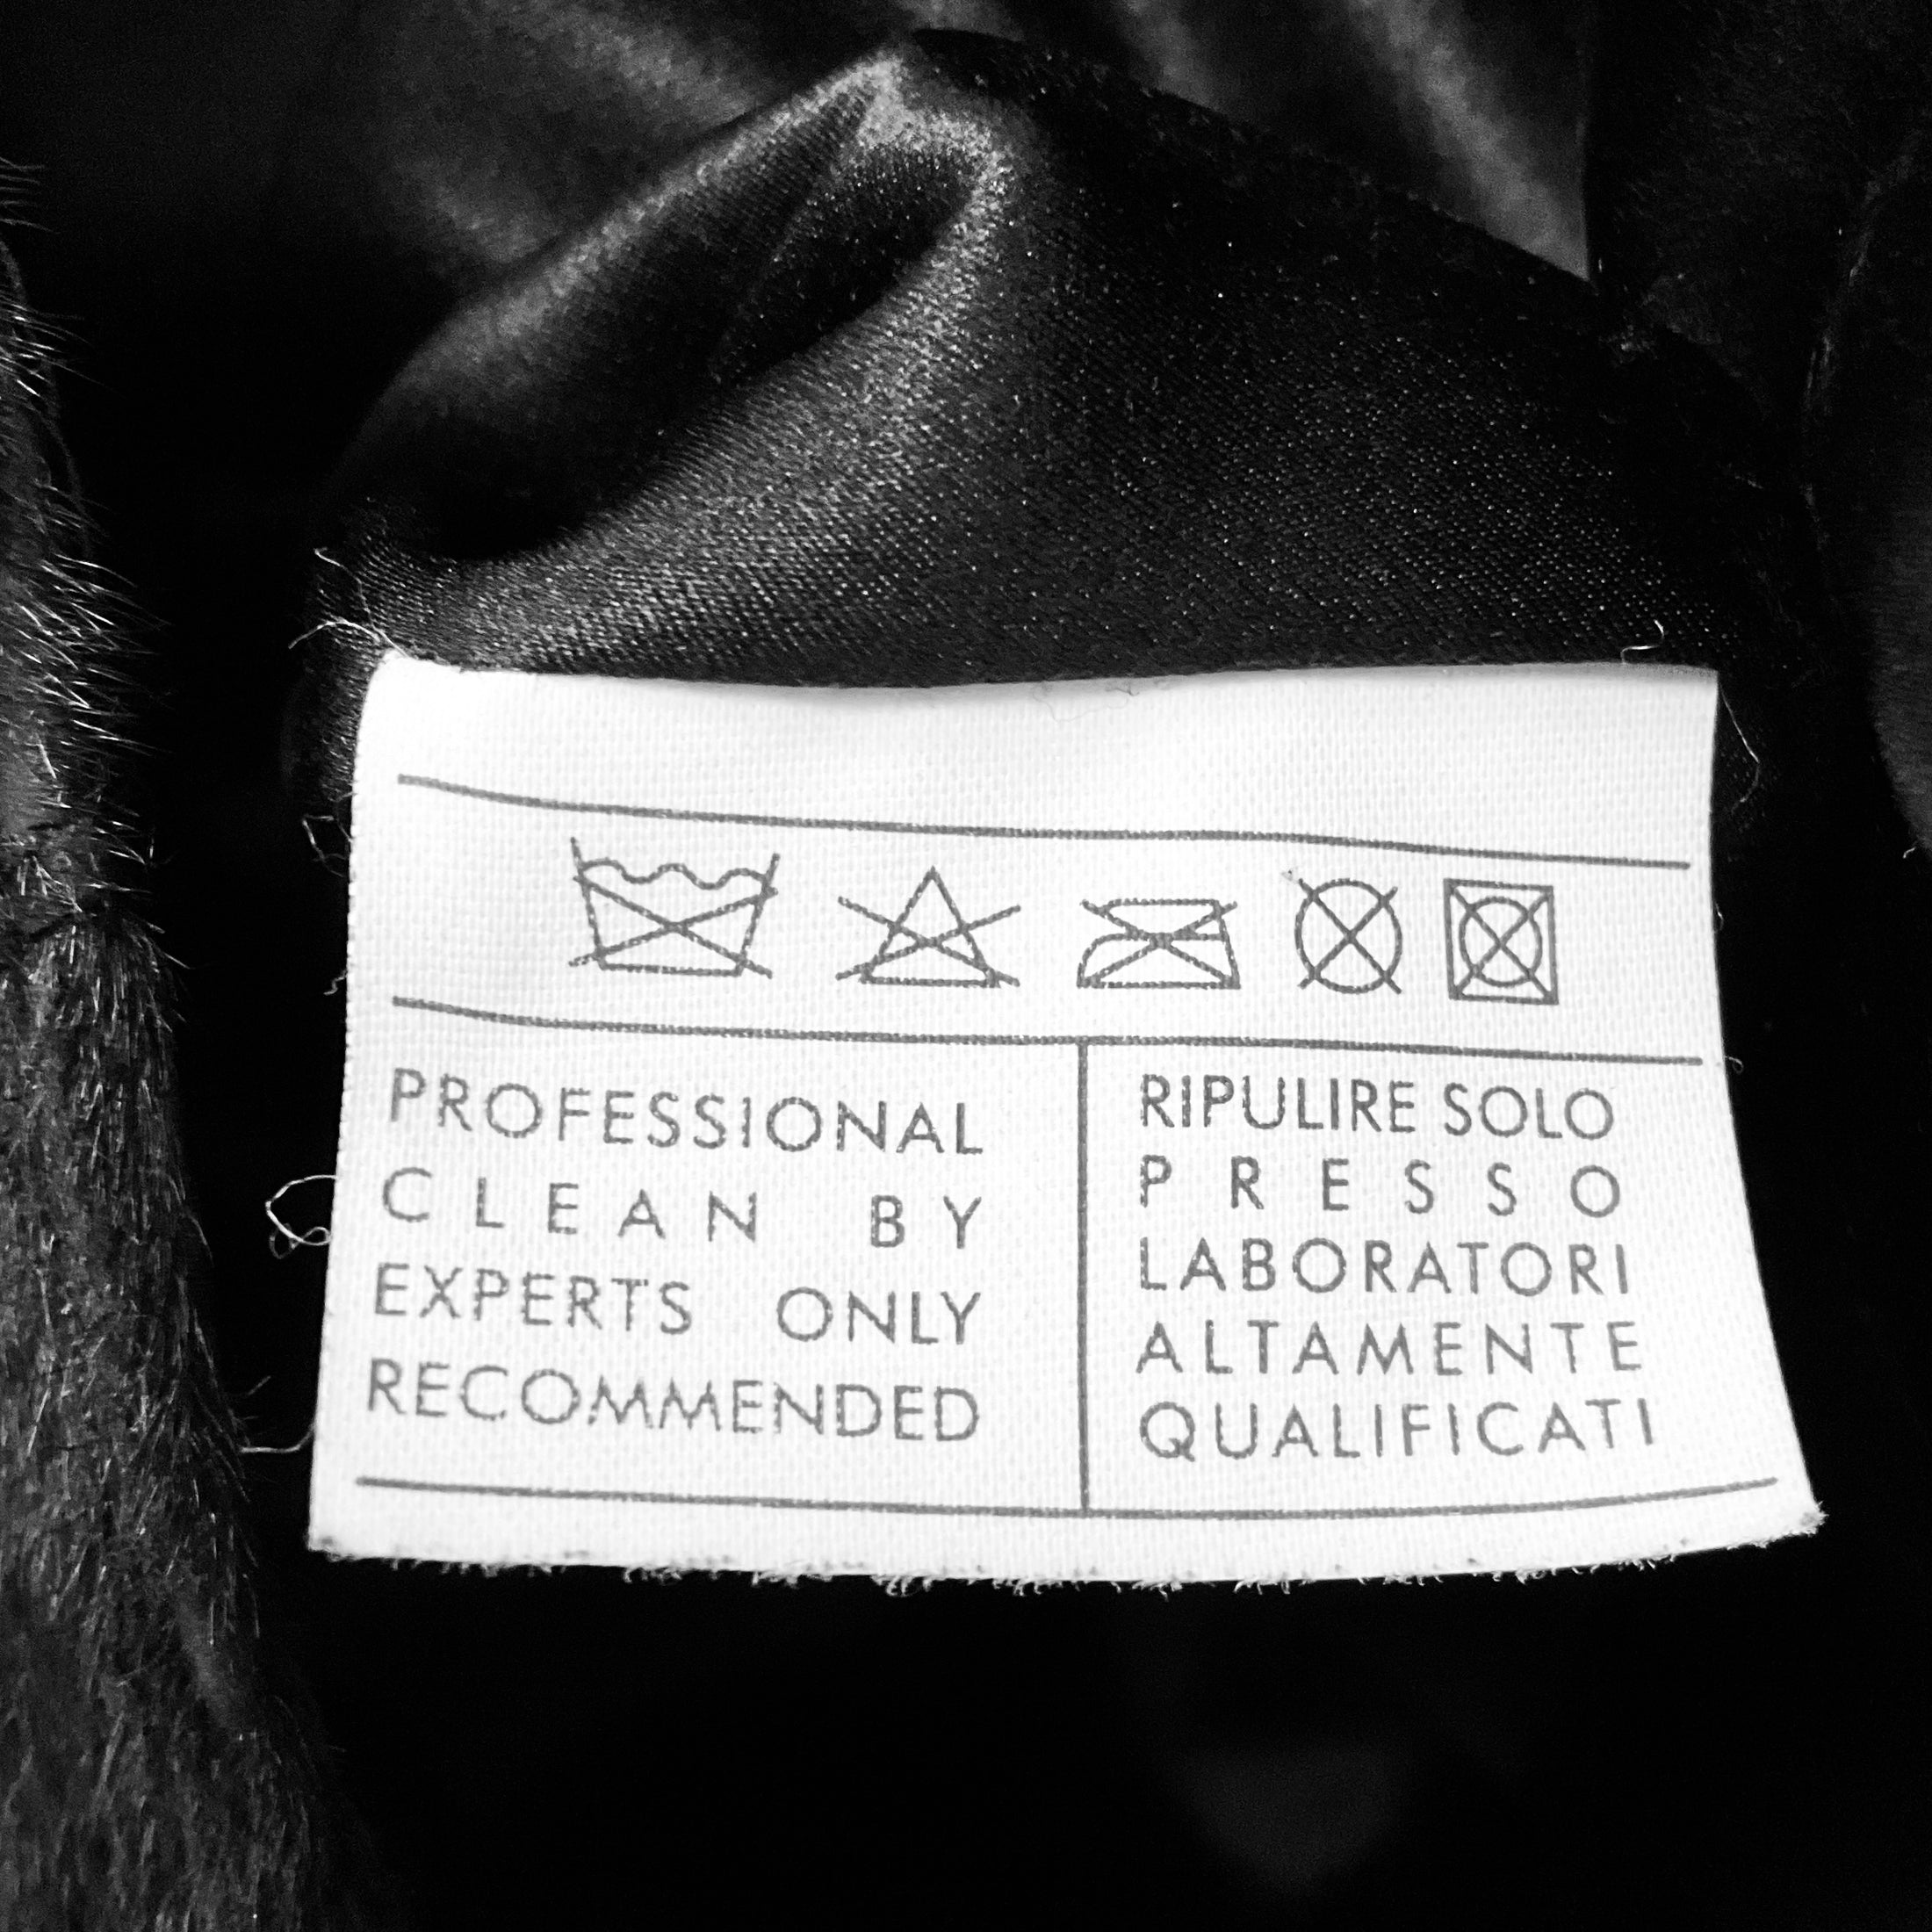 PROFESSIONAL
CLEAN BY
EXPERTS ONLY
RECOMMENDED
RIPULIRE SOLO
PRESSO
LABORATORI
ALTAMENTE
QUALIFICATI